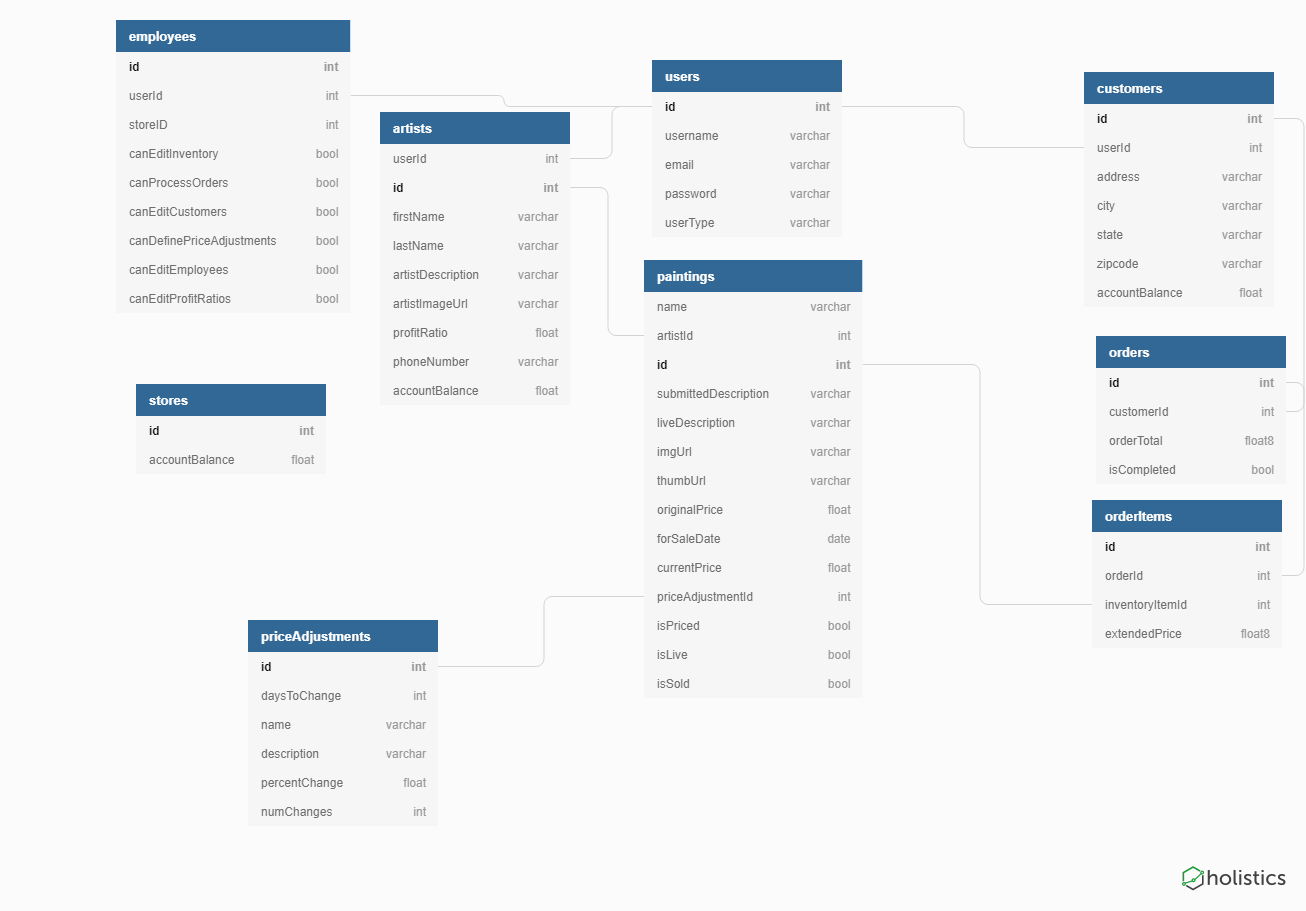 employees
id int
userId int
storeID int
canEditInventory bool
canProcessOrders bool
canEditCustomers bool
canDefinePriceAdjustments bool
canEditEmployees bool
canEditProfitRatios bool
artists
userId int
id int
firstName varchar
lastName varchar
artistDescription varchar
artistImageUrl varchar
profitRatio float
phoneNumber varchar
accountBalance float
users
id int
username varchar
email varchar
password varchar
userType varchar
customers
id int
userId int
address varchar
city varchar
state varchar
zipcode varchar
accountBalance float
stores
id int
accountBalance float
paintings
name varchar
artistId int
id int
submittedDescription varchar
liveDescription varchar
imgUrl varchar
thumbUrl varchar
originalPrice float
forSaleDate date
currentPrice float
priceAdjustmentId int
isPriced bool
isLive bool
isSold bool
orders
id int
customerId int
orderTotal float8
isCompleted bool
orderItems
id int
orderId int
inventoryItemId int
extendedPrice float8
priceAdjustments
id int
daysToChange int
name varchar
description varchar
percentChange float
numChanges int
holistics